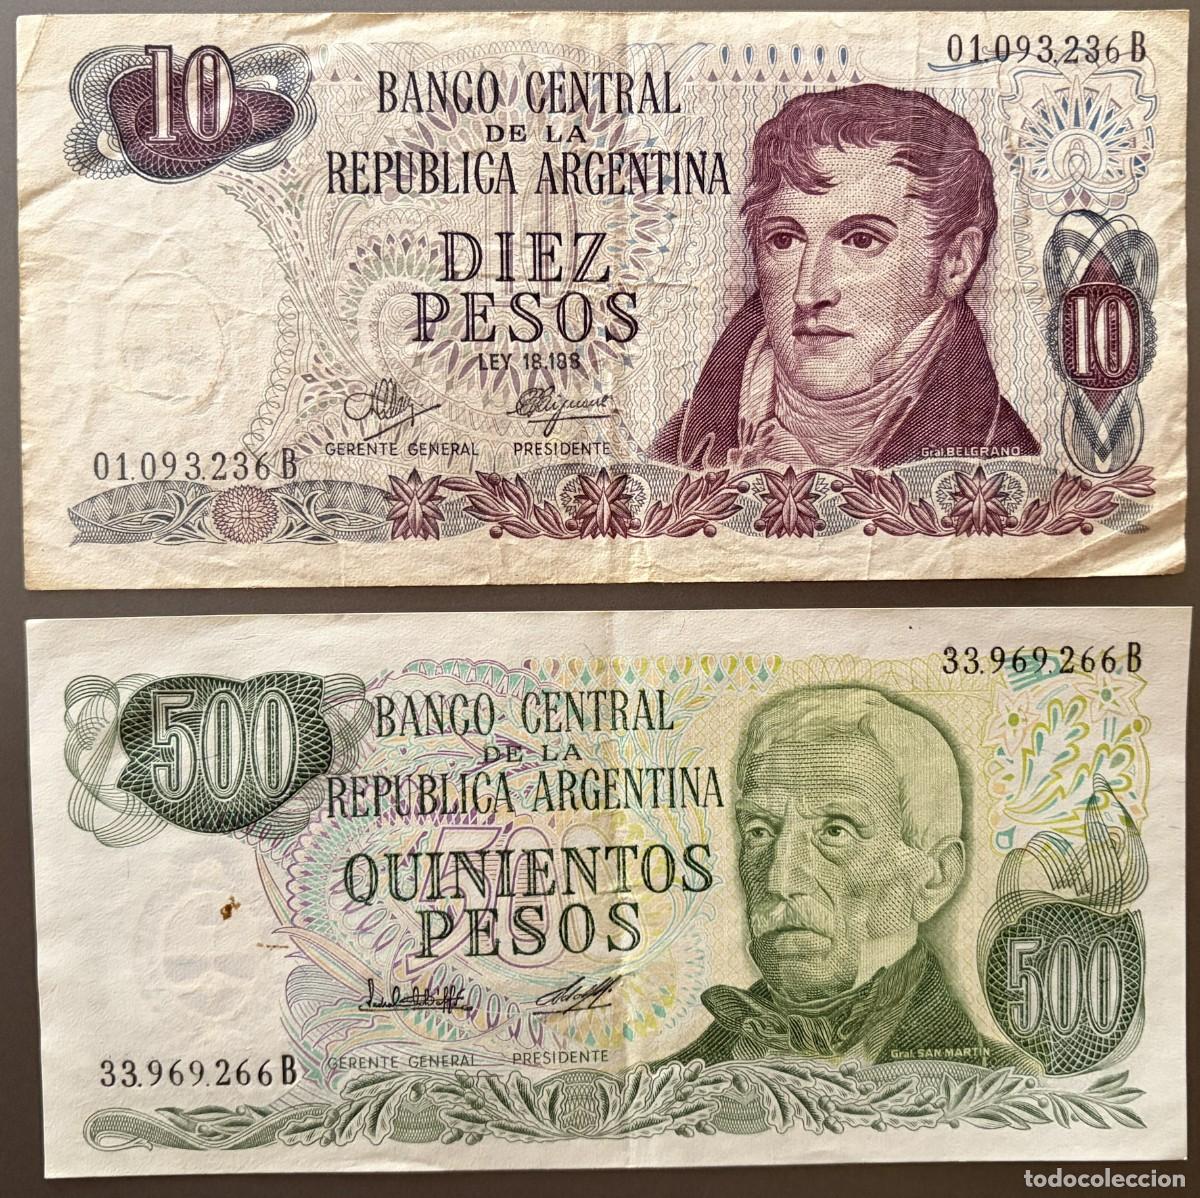 10
01.093.236 B
BANCO CENTRAL
DE LA
REPUBLICA ARGENTINA
DIEZ
PESOS
LEY 18.188
10
GERENTE GENERAL PRESIDENTE
Gral. BELGRANO
01.093.236 B
33.969.266 B
500
BANCO CENTRAL
DE LA
REPUBLICA ARGENTINA
500
QUINIENTOS
PESOS
500
Gral. SAN MARTIN
GERENTE GENERAL PRESIDENTE
33.969.266 B
todocoleccion